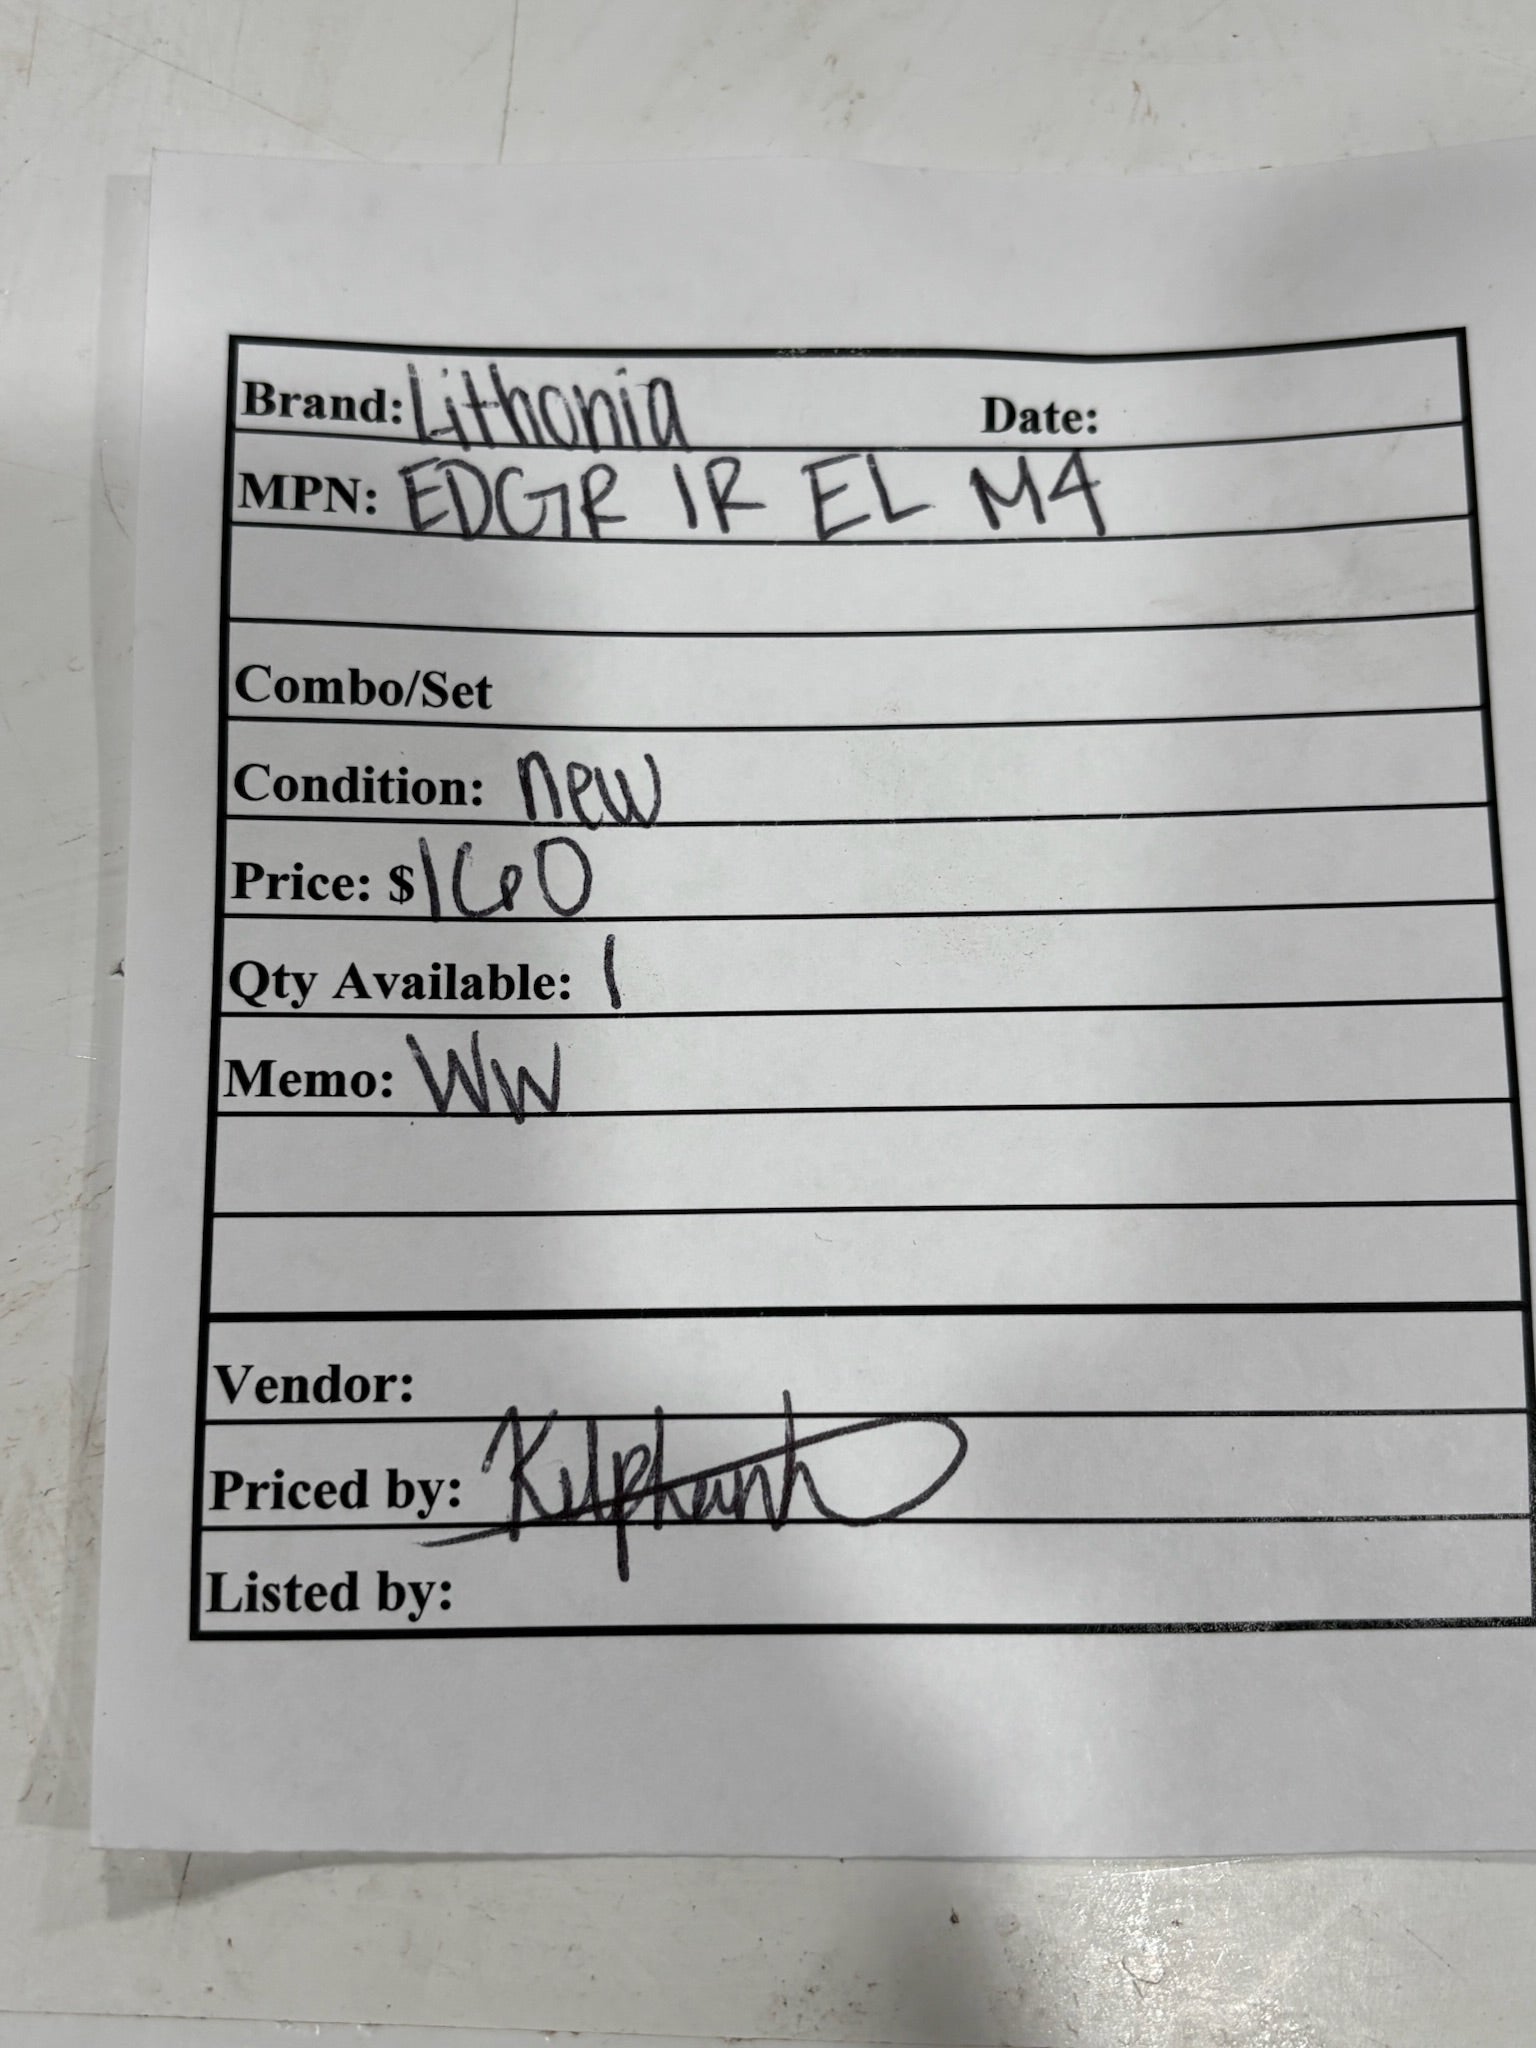 Brand: Lithonia Date:
MPN: EDGR 1R EL M4
Combo/Set
Condition: new
Price: $160
Qty Available: 1
Memo: WW
Vendor:
Priced by:
Listed by: